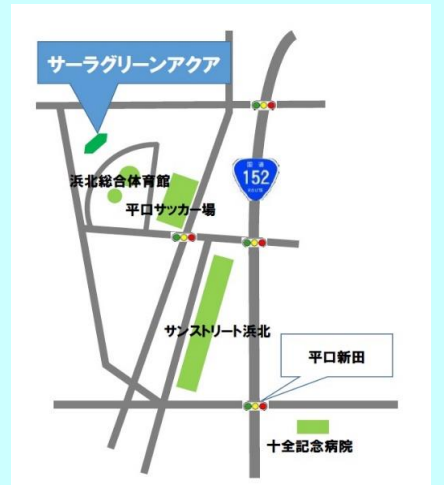 サーラグリーンアクア
浜北総合体育館
平口サッカー場
国道
152
サンストリート浜北
平口新田
十全記念病院